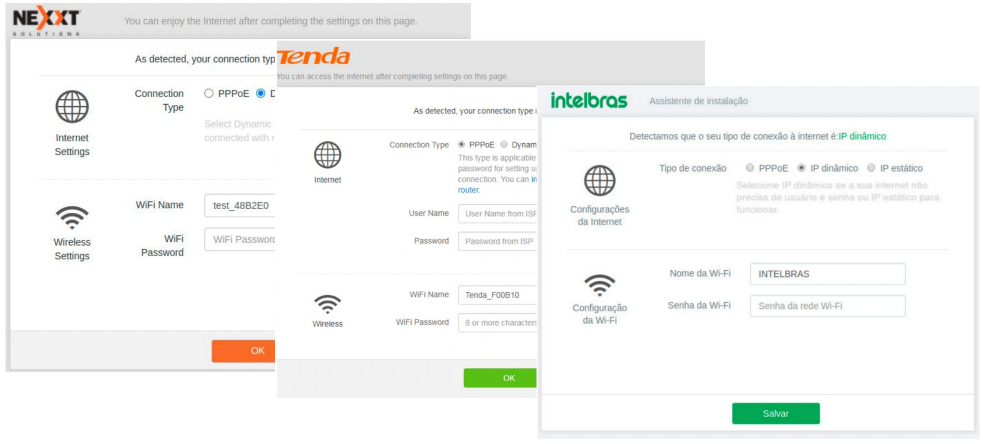 NEXXT
SOLUTIONS
You can enjoy the Internet after completing the settings on this page.
As detected, your connection typ
Internet
Settings
Connection
Type
PPPoE
Select Dynamic
connected with
Wireless
Settings
WiFi Name
test_48B2E0
WiFi
Password
WiFi Password
OK
Tenda
You can access the internet after completing settings on this page.
As detected, your connection type
Internet
Connection Type
PPPoE Dynam
This type is applicable
password for setting u
connection. You can
router.
User Name
User Name from ISP
Password
Password from ISP
Wireless
WiFi Name
Tenda_F00B10
WiFi Password
8 or more characters
OK
intelbras
Assistente de instalação
Detectamos que o seu tipo de conexão à internet é:IP dinâmico
Configurações
da Internet
Tipo de conexão
PPPoE IP dinâmico IP estático
Selecione IP dinâmico se a sua internet não
precisa de usuário e senha ou IP estático para
funcionar.
Configuração
da Wi-Fi
Nome da Wi-Fi
INTELBRAS
Senha da Wi-Fi
Senha da rede Wi-Fi
Salvar